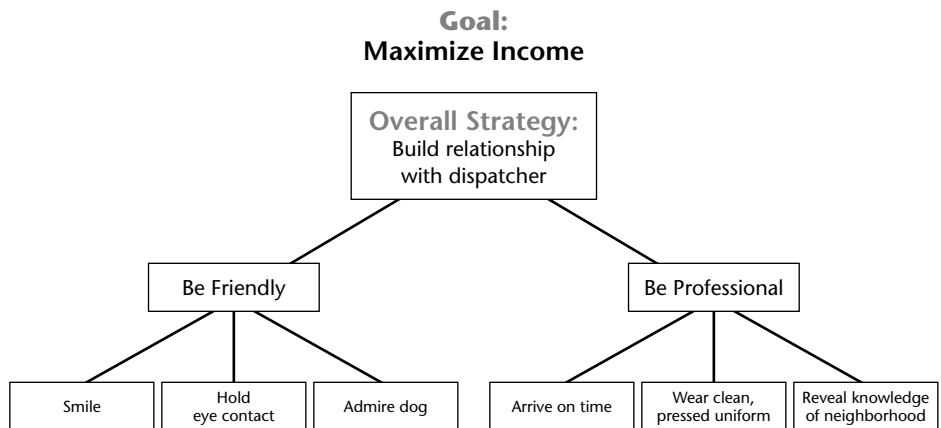 Goal:
Maximize Income
Overall Strategy:
Build relationship
with dispatcher
Be Friendly
Be Professional
Smile
Hold
eye contact
Admire dog
Arrive on time
Wear clean,
pressed uniform
Reveal knowledge
of neighborhood